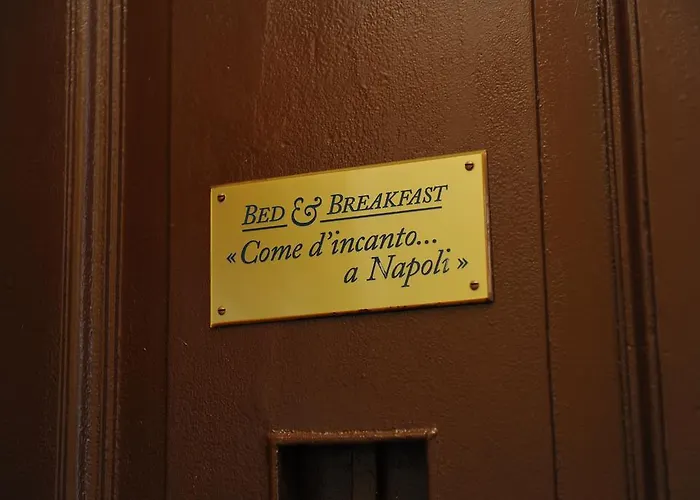 BED & BREAKFAST
«Come d'incanto...
a Napoli»